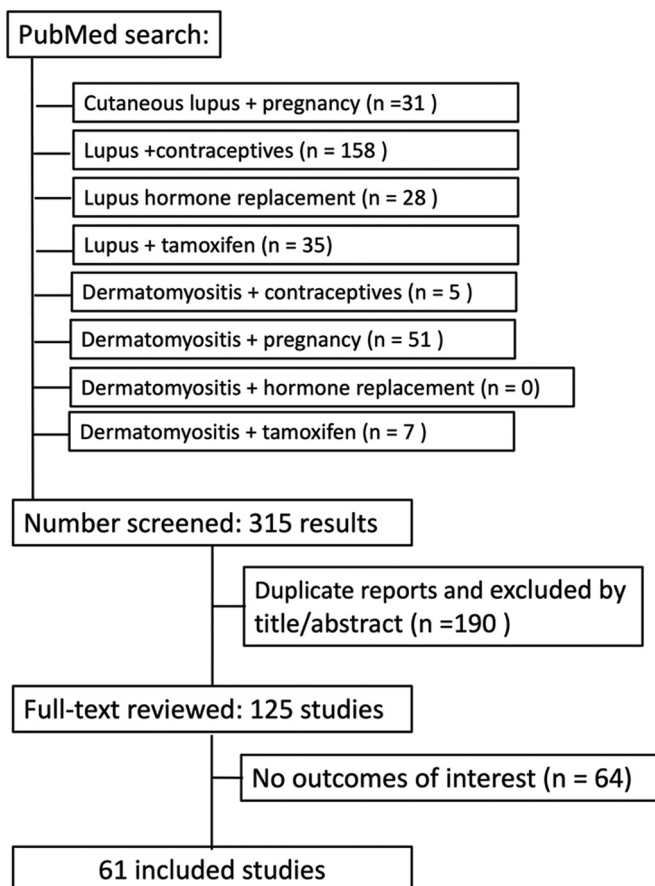 PubMed search:
Cutaneous lupus + pregnancy (n =31 )
Lupus +contraceptives (n = 158 )
Lupus hormone replacement (n = 28 )
Lupus + tamoxifen (n = 35)
Dermatomyositis + contraceptives (n = 5 )
Dermatomyositis + pregnancy (n = 51 )
Dermatomyositis + hormone replacement (n = 0)
Dermatomyositis + tamoxifen (n = 7 )
Number screened: 315 results
Duplicate reports and excluded by
title/abstract (n =190 )
Full-text reviewed: 125 studies
No outcomes of interest (n = 64)
61 included studies